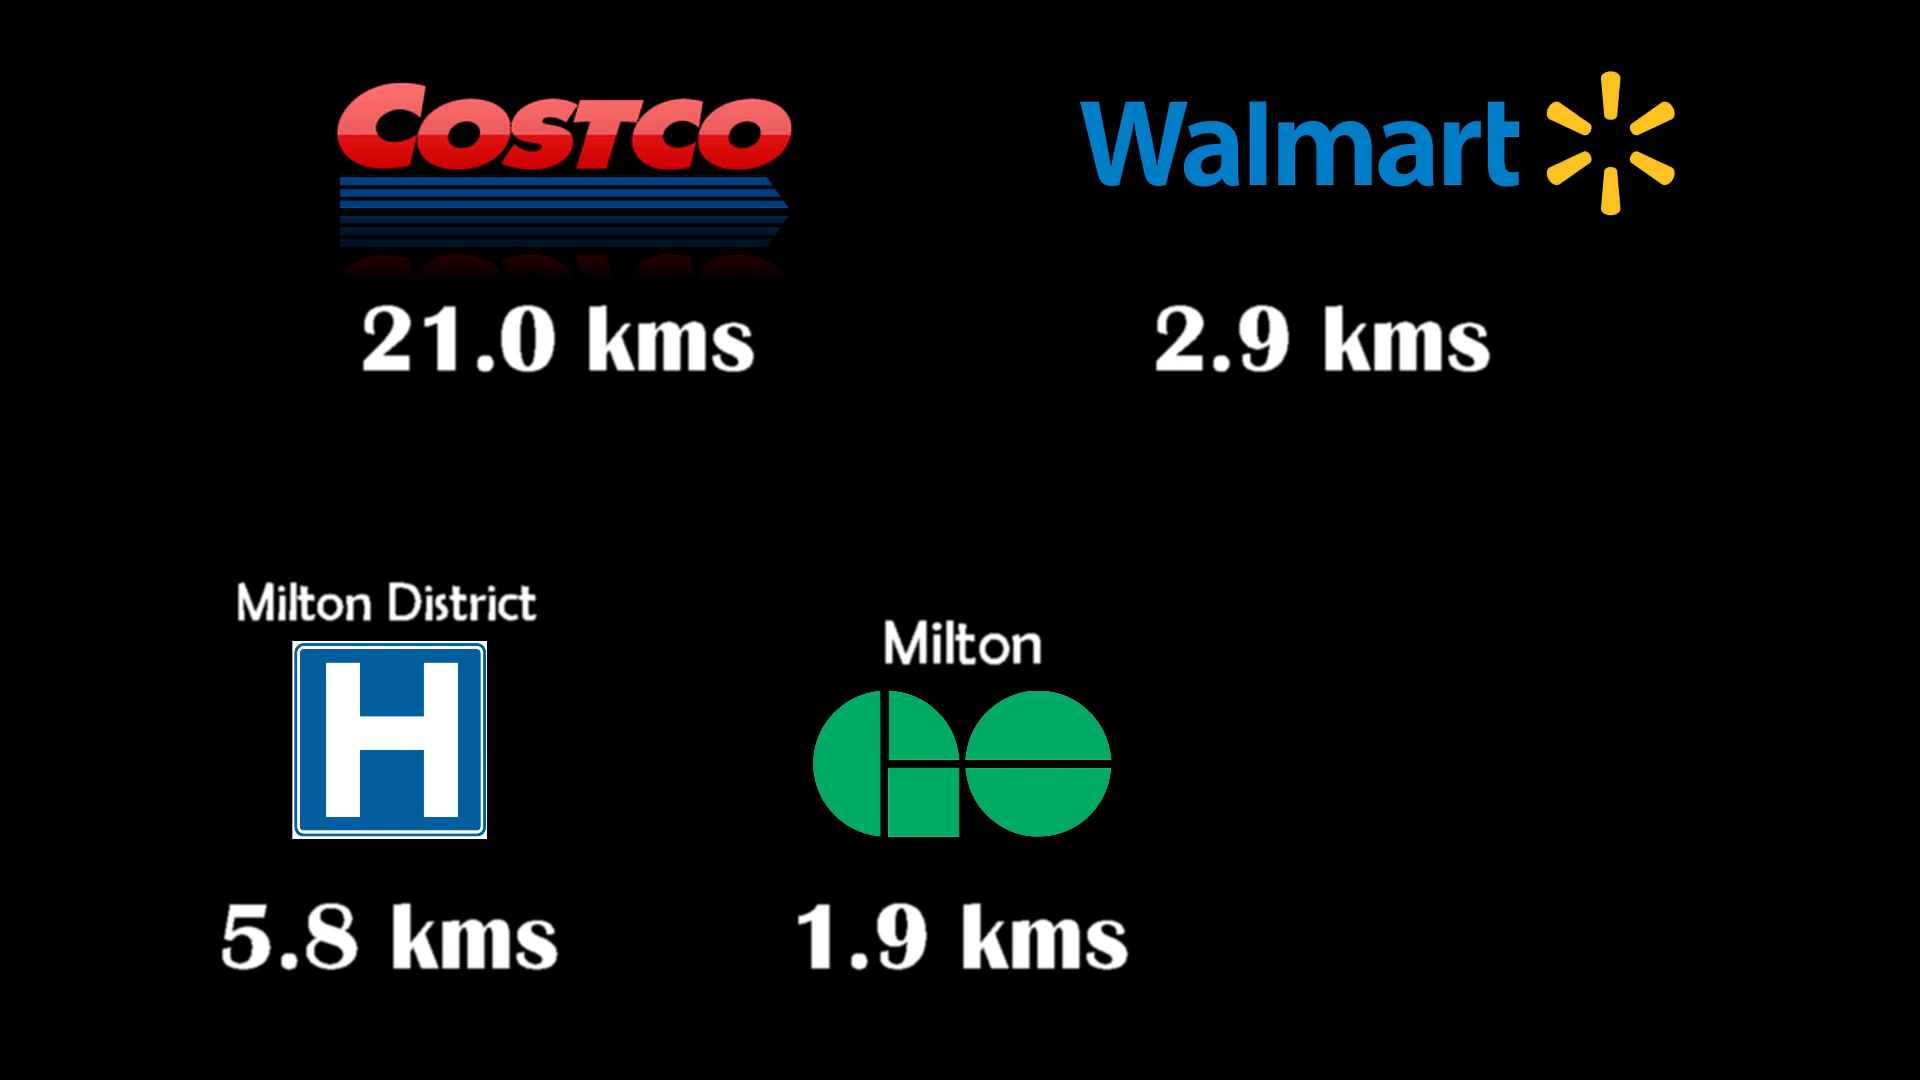 COSTCO
Walmart
21.0 kms
2.9 kms
Milton District
H
Milton
GO
5.8 kms
1.9 kms